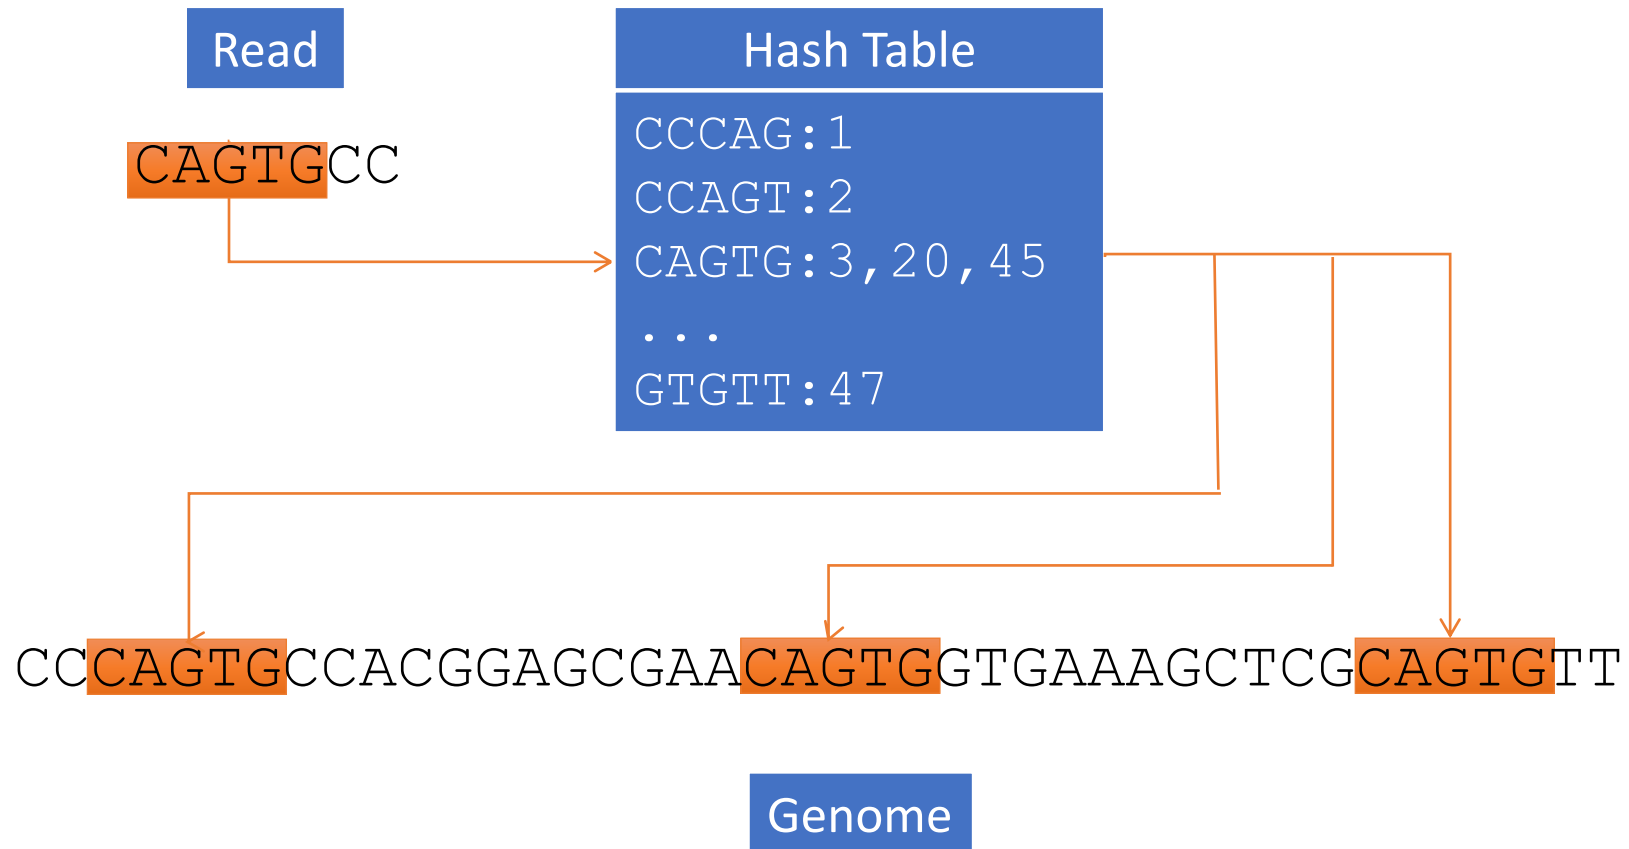 Read
Hash Table
CAGTGCC
CCCAG:1
CCAGT:2
CAGTG:3,20,45
...
GTGTT:47
CCCAGTGCCACGGAGCGAACAGTGGTGAAAGCTCGCAGTGTT
Genome